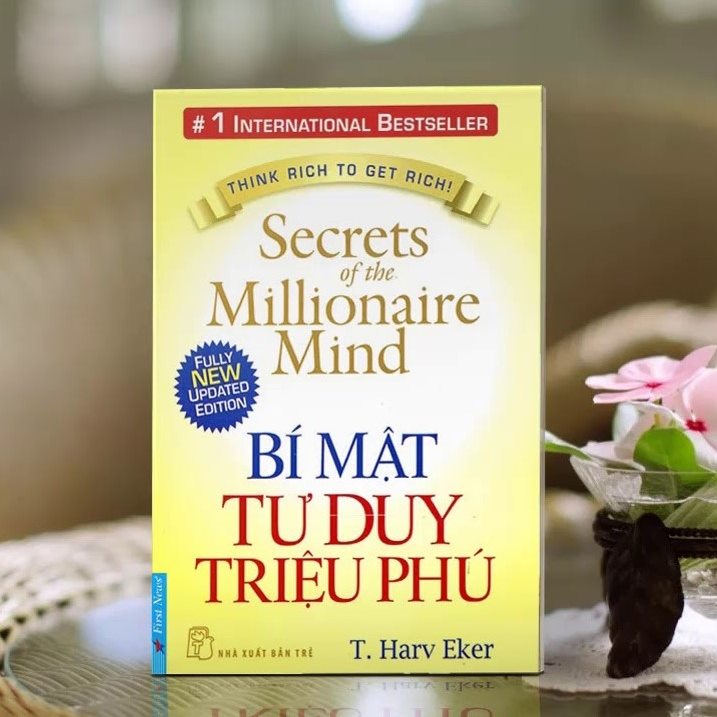 # 1 INTERNATIONAL BESTSELLER
THINK RICH TO GET RICH!
Secrets
of the
Millionaire
Mind
FULLY
NEW
UPDATED
EDITION
BÍ MẬT
TƯ DUY
TRIỆU PHÚ
First News
NHÀ XUẤT BẢN TRẺ
T. Harv Eker